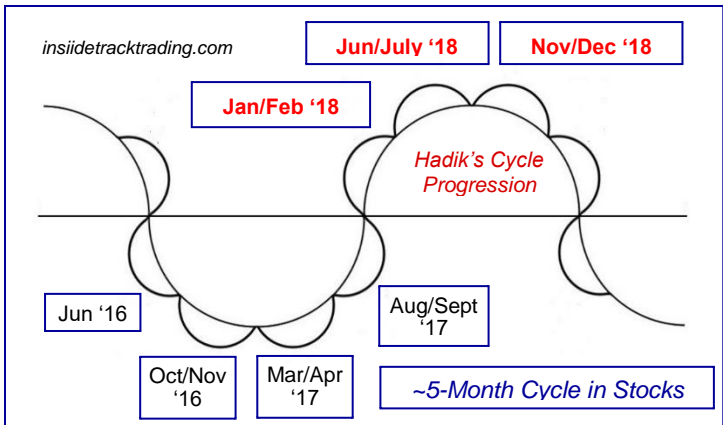 insiidetracktrading.com
Jun/July ‘18
Nov/Dec ‘18
Jan/Feb ‘18
Hadik’s Cycle
Progression
Jun ‘16
Aug/Sept
‘17
Oct/Nov
‘16
Mar/Apr
‘17
~5-Month Cycle in Stocks